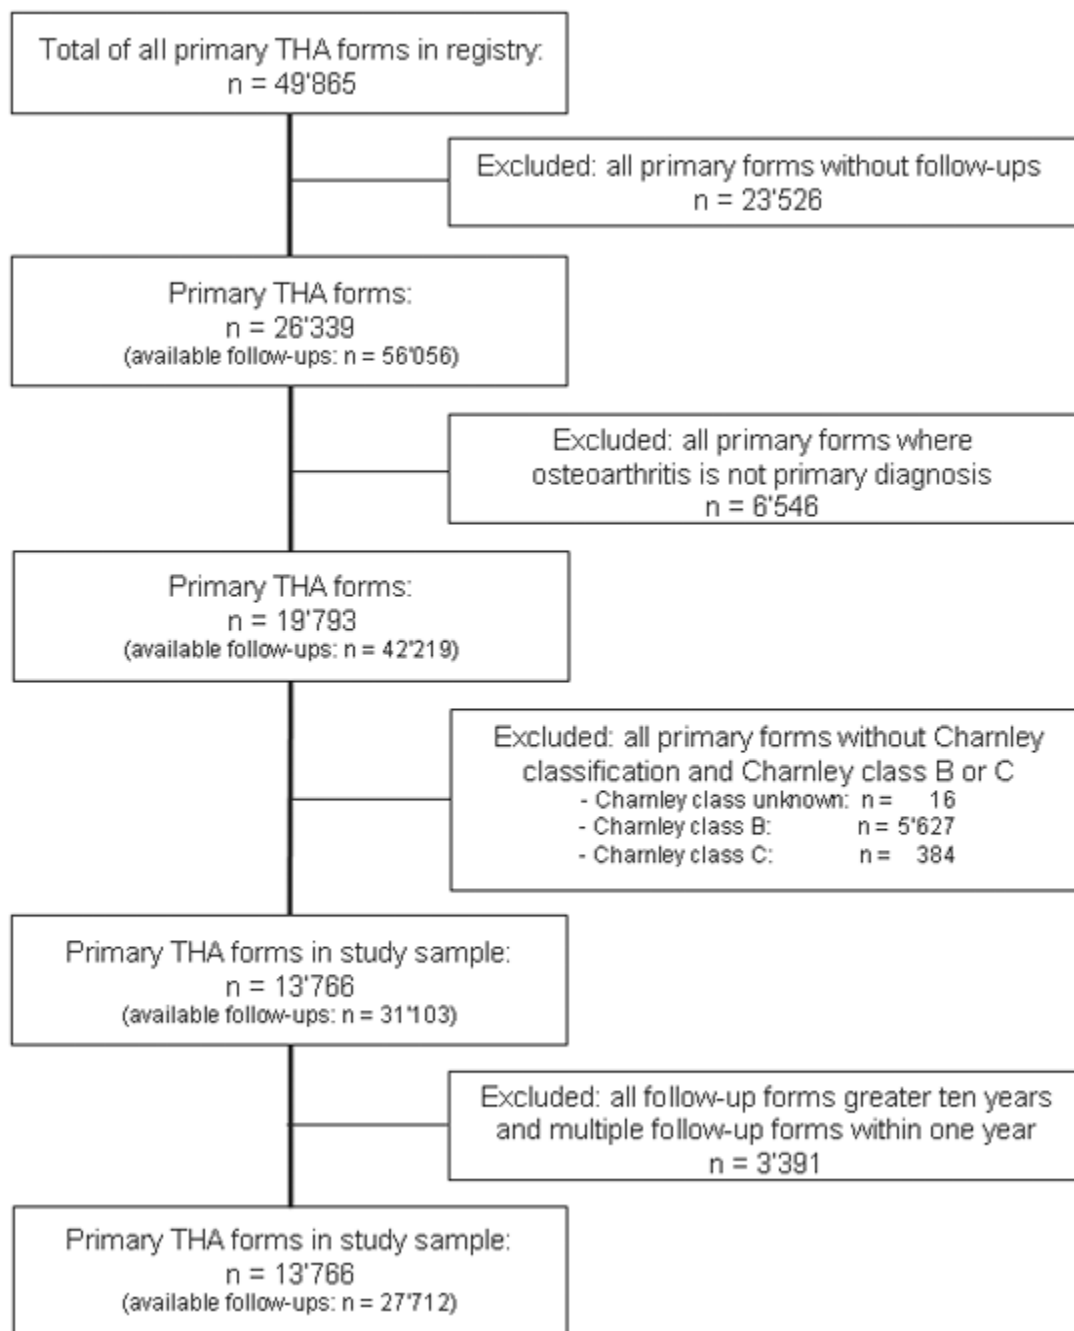 Total of all primary THA forms in registry:
n = 49'865
Excluded: all primary forms without follow-ups
n = 23'526
Primary THA forms:
n = 26'339
(available follow-ups: n = 56'056)
Excluded: all primary forms where
osteoarthritis is not primary diagnosis
n = 6'546
Primary THA forms:
n = 19'793
(available follow-ups: n = 42'219)
Excluded: all primary forms without Charnley
classification and Charnley class B or C
- Charnley class unknown: n = 16
- Charnley class B: n = 5'627
- Charnley class C: n = 384
Primary THA forms in study sample:
n = 13'766
(available follow-ups: n = 31'103)
Excluded: all follow-up forms greater ten years
and multiple follow-up forms within one year
n = 3'391
Primary THA forms in study sample:
n = 13'766
(available follow-ups: n = 27'712)